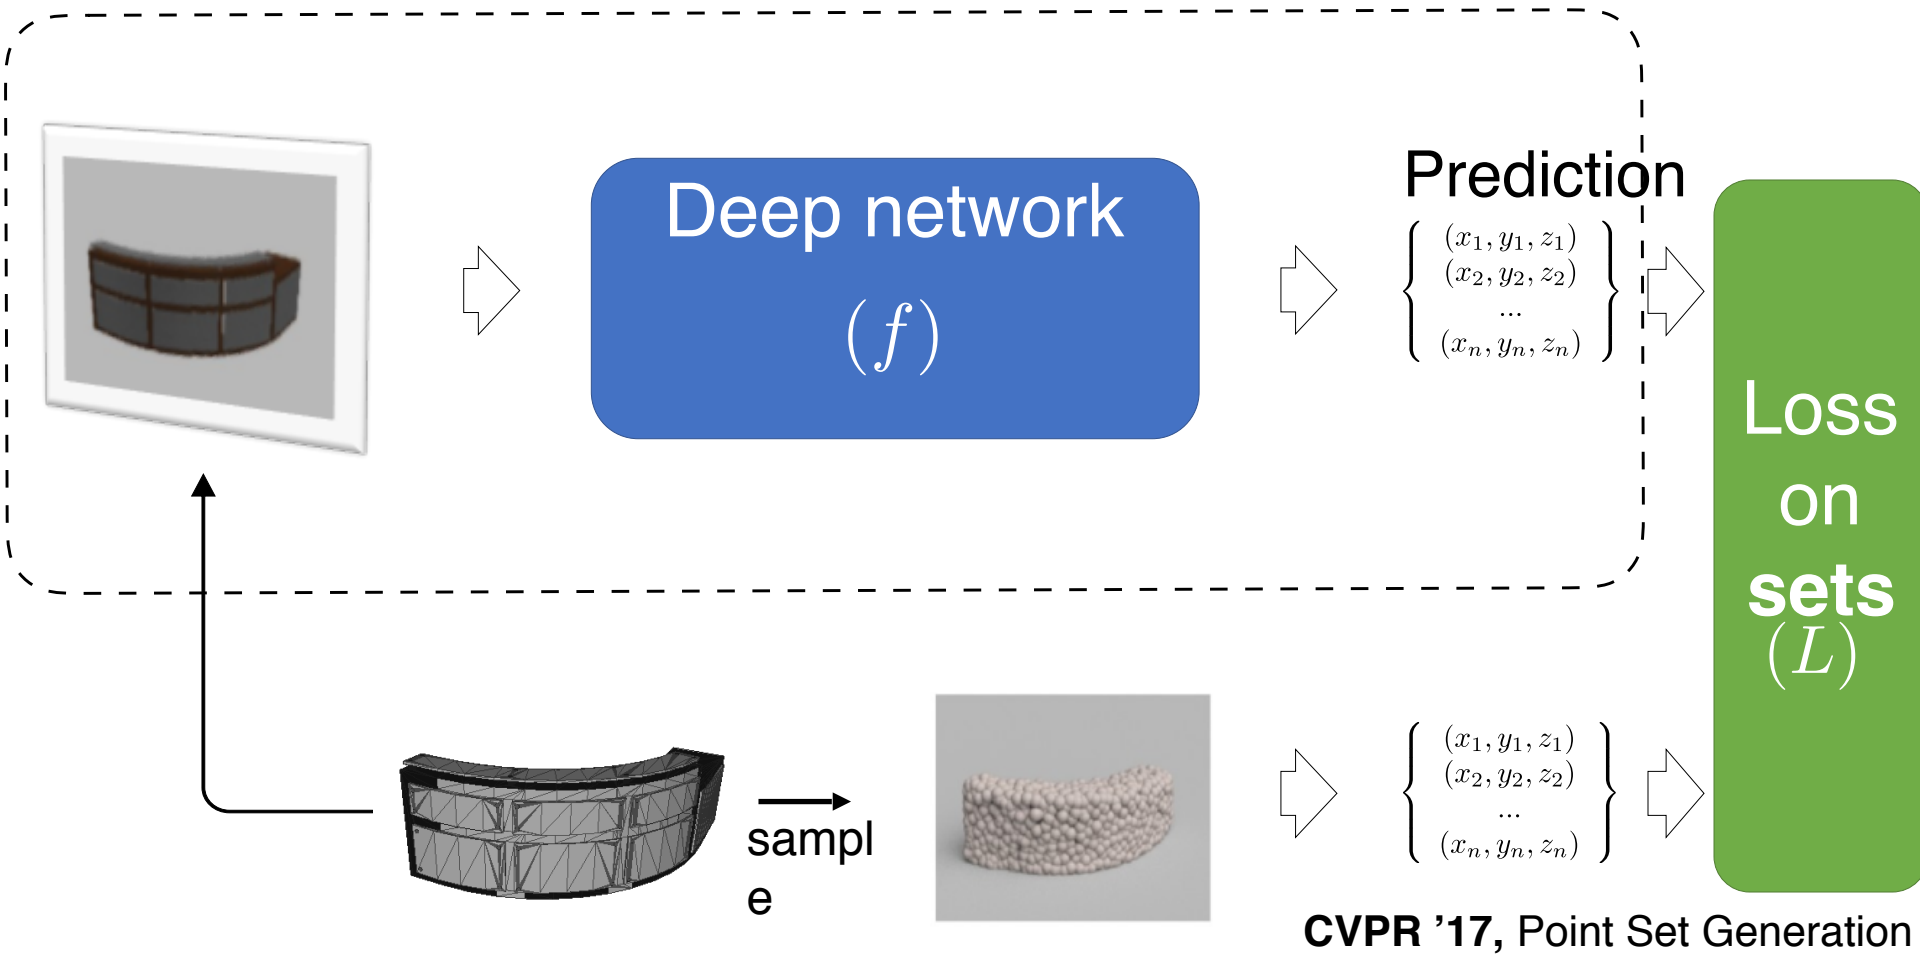 Deep network
(f)
Prediction
(x₁, y₁, z₁)
(x₂, y₂, z₂)
...
(xₙ, yₙ, zₙ)
Loss
on
sets
(L)
sampl
e
(x₁, y₁, z₁)
(x₂, y₂, z₂)
...
(xₙ, yₙ, zₙ)
CVPR ’17, Point Set Generation